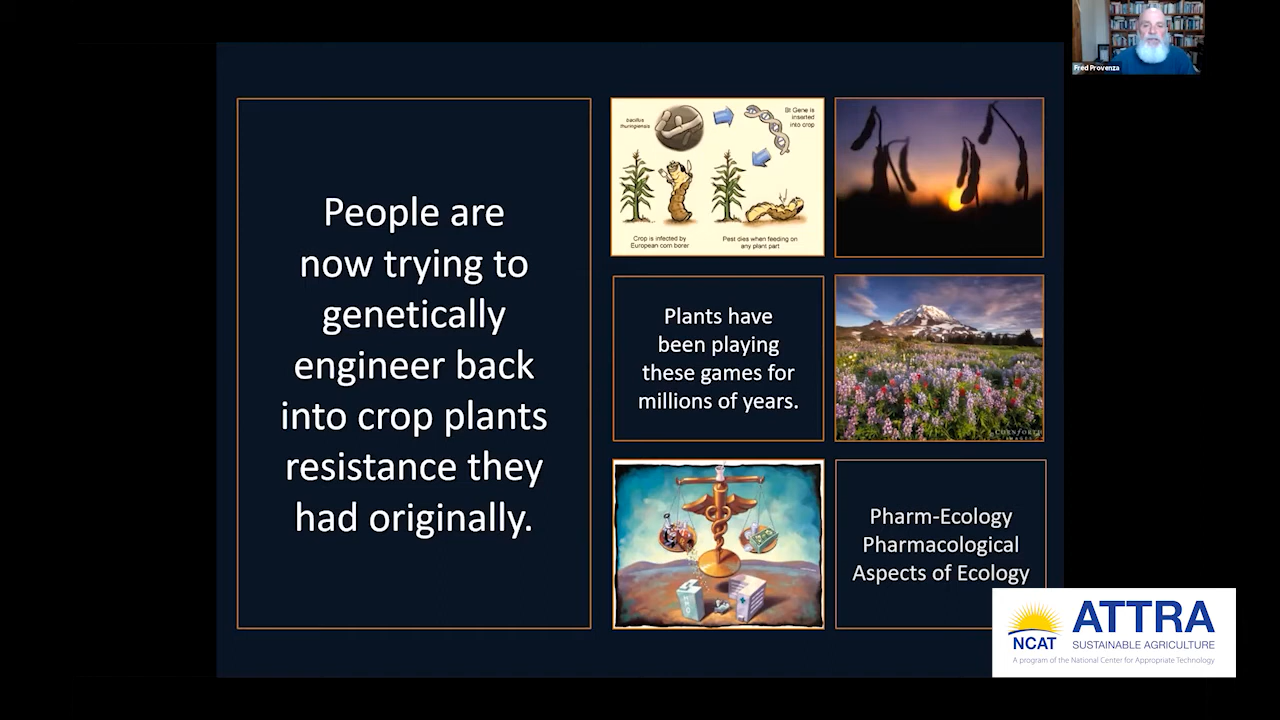 Fred Provenza
People are
now trying to
genetically
engineer back
into crop plants
resistance they
had originally.
bacillus
thuringensis
Bt Gene is
inserted
into crop
Crop is infected by
European corn borer
Pest dies when feeding on
any plant part
Plants have
been playing
these games for
millions of years.
Pharm-Ecology
Pharmacological
Aspects of Ecology
NCAT
ATTRA
SUSTAINABLE AGRICULTURE
A program of the National Center for Appropriate Technology